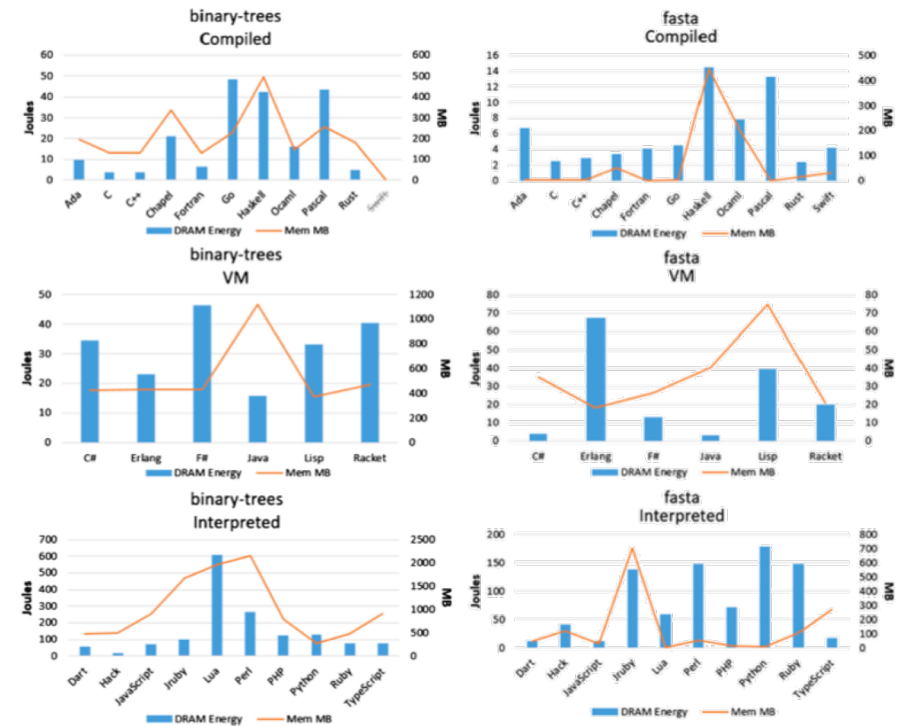 binary-trees
Compiled
60
50
40
30
20
10
0
Joules
600
500
400
300
200
100
0
MB
Ada
C
C++
Chapel
Fortran
Go
Haskell
Ocaml
Pascal
Rust
Swift
DRAM Energy
Mem MB
fasta
Compiled
16
14
12
10
8
6
4
2
0
Joules
500
400
300
200
100
0
MB
Ada
C
C++
Chapel
Fortran
Go
Haskell
Ocaml
Pascal
Rust
Swift
DRAM Energy
Mem MB
binary-trees
VM
50
40
30
20
10
0
Joules
1200
1000
800
600
400
200
0
MB
C#
Erlang
F#
Java
Lisp
Racket
DRAM Energy
Mem MB
fasta
VM
80
70
60
50
40
30
20
10
0
Joules
80
70
60
50
40
30
20
10
0
MB
C#
Erlang
F#
Java
Lisp
Racket
DRAM Energy
Mem MB
binary-trees
Interpreted
700
600
500
400
300
200
100
0
Joules
2500
2000
1500
1000
500
0
MB
Dart
Hack
JavaScript
Jruby
Lua
Perl
PHP
Python
Ruby
TypeScript
DRAM Energy
Mem MB
fasta
Interpreted
200
150
100
50
0
Joules
800
700
600
500
400
300
200
100
0
MB
Dart
Hack
JavaScript
Jruby
Lua
Perl
PHP
Python
Ruby
TypeScript
DRAM Energy
Mem MB